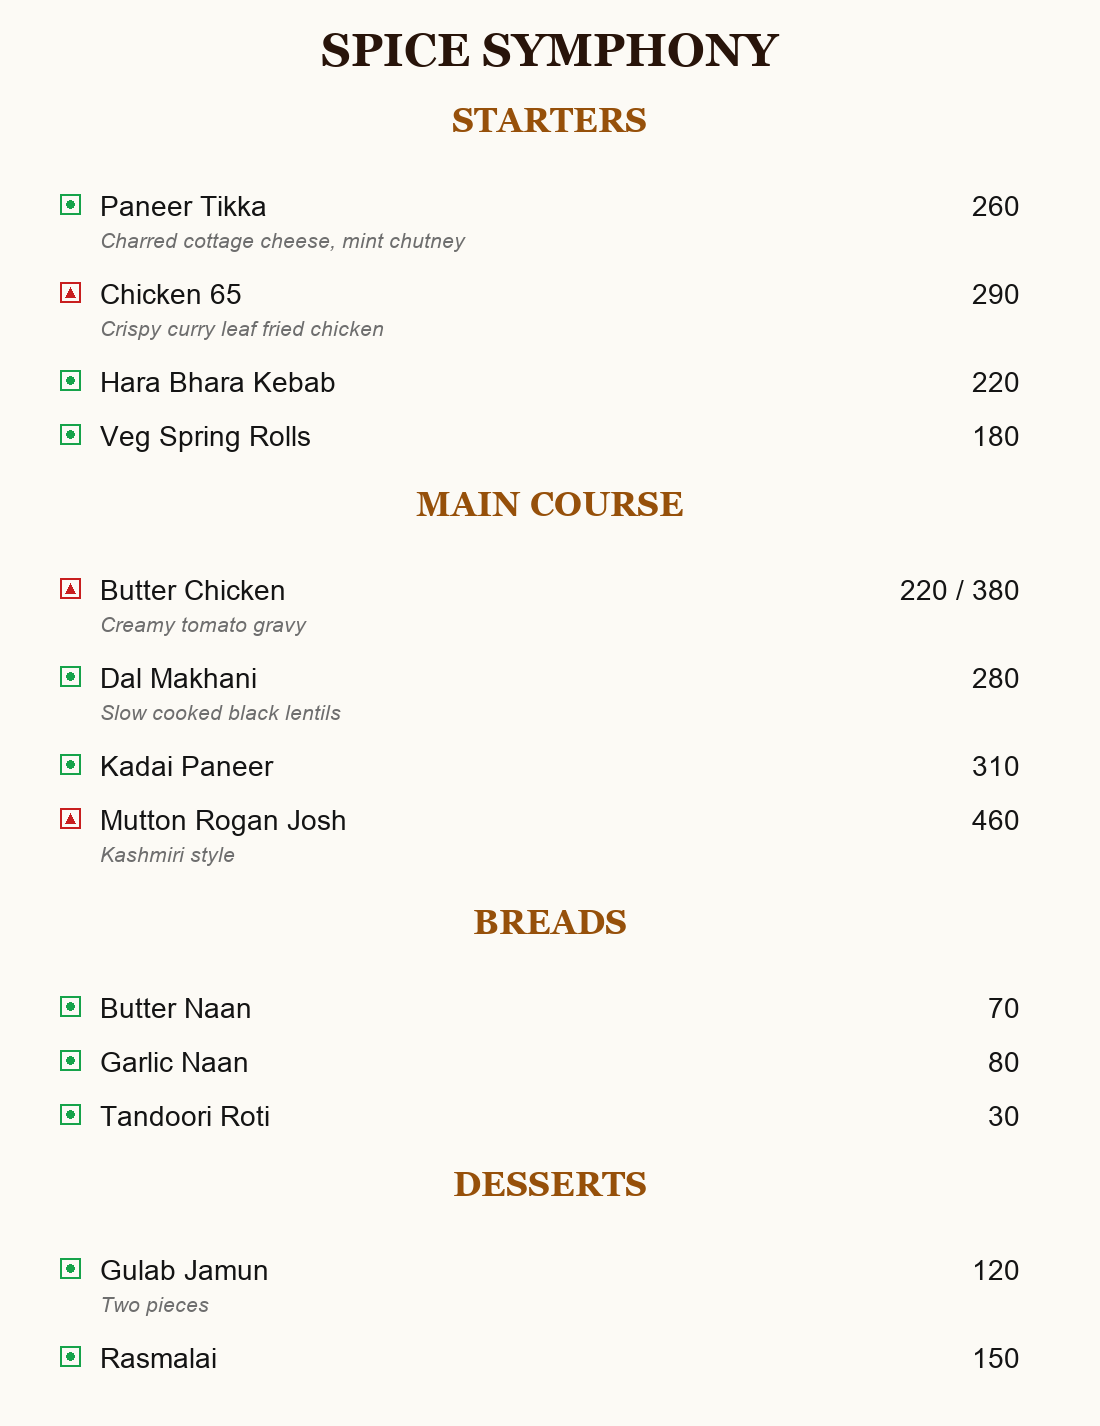 SPICE SYMPHONY
STARTERS
Paneer Tikka 260
Charred cottage cheese, mint chutney
Chicken 65 290
Crispy curry leaf fried chicken
Hara Bhara Kebab 220
Veg Spring Rolls 180
MAIN COURSE
Butter Chicken 220 / 380
Creamy tomato gravy
Dal Makhani 280
Slow cooked black lentils
Kadai Paneer 310
Mutton Rogan Josh 460
Kashmiri style
BREADS
Butter Naan 70
Garlic Naan 80
Tandoori Roti 30
DESSERTS
Gulab Jamun 120
Two pieces
Rasmalai 150